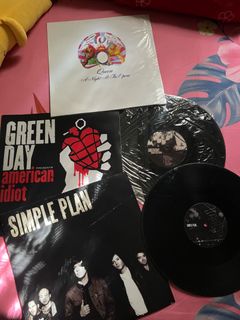 Queen
A Night At The Opera
GREEN
DAY
american
idiot
SIMPLE PLAN